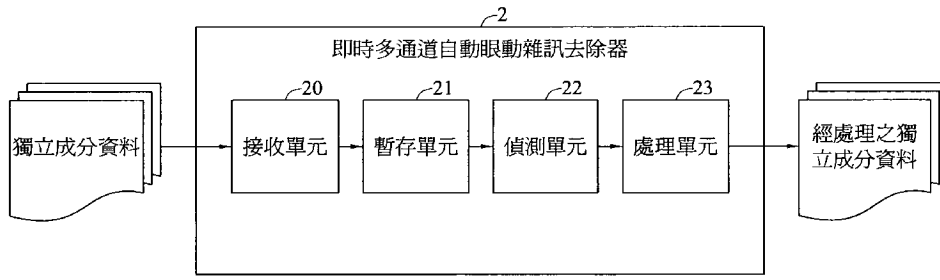 2
即時多通道自動眼動雜訊去除器
獨立成分資料
20
接收單元
21
暫存單元
22
偵測單元
23
處理單元
經處理之獨
立成分資料